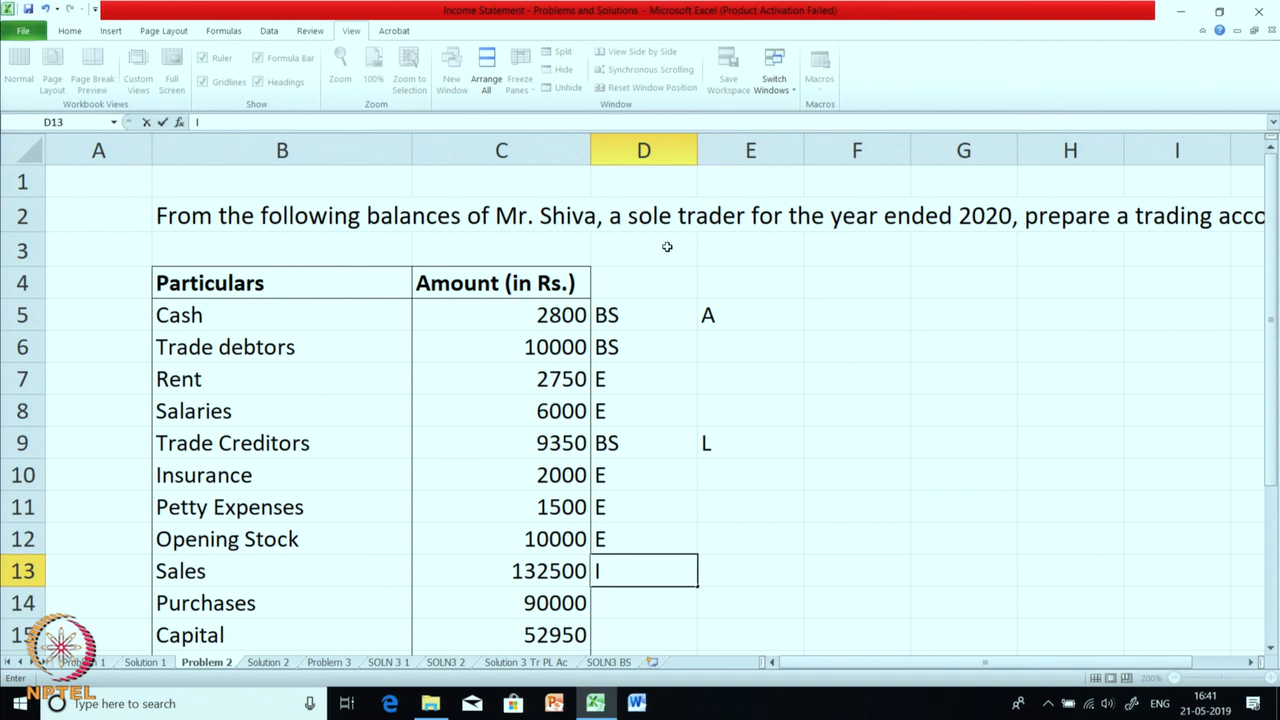 Income Statement - Problems and Solutions - Microsoft Excel (Product Activation Failed)
File Home Insert Page Layout Formulas Data Review View Acrobat
Normal Page Layout Page Break Preview Custom Views Full Screen
Ruler Formula Bar
Gridlines Headings
Zoom 100% Zoom to Selection
New Window Arrange All Freeze Panes
Split
Hide
Unhide
View Side by Side
Synchronous Scrolling
Reset Window Position
Save Workspace Switch Windows Macros
Workbook Views Show Zoom Window Macros
D13 fx I
A B C D E F G H I
1
2 From the following balances of Mr. Shiva, a sole trader for the year ended 2020, prepare a trading acco
3
4 Particulars Amount (in Rs.)
5 Cash 2800 BS A
6 Trade debtors 10000 BS
7 Rent 2750 E
8 Salaries 6000 E
9 Trade Creditors 9350 BS L
10 Insurance 2000 E
11 Petty Expenses 1500 E
12 Opening Stock 10000 E
13 Sales 132500 I
14 Purchases 90000
15 Capital 52950
Solution 1 Problem 2 Solution 2 Problem 3 SOLN 3 1 SOLN3 2 Solution 3 Tr PL Ac SOLN3 BS
Enter 200%
NPTEL
Type here to search
ENG
16:41
21-05-2019